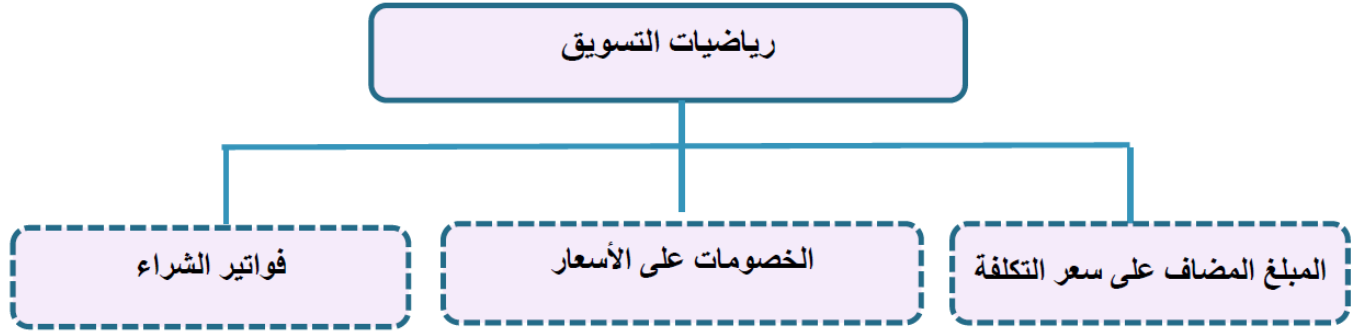 رياضيات التسويق
المبلغ المضاف على سعر التكلفة
الخصومات على الأسعار
فواتير الشراء